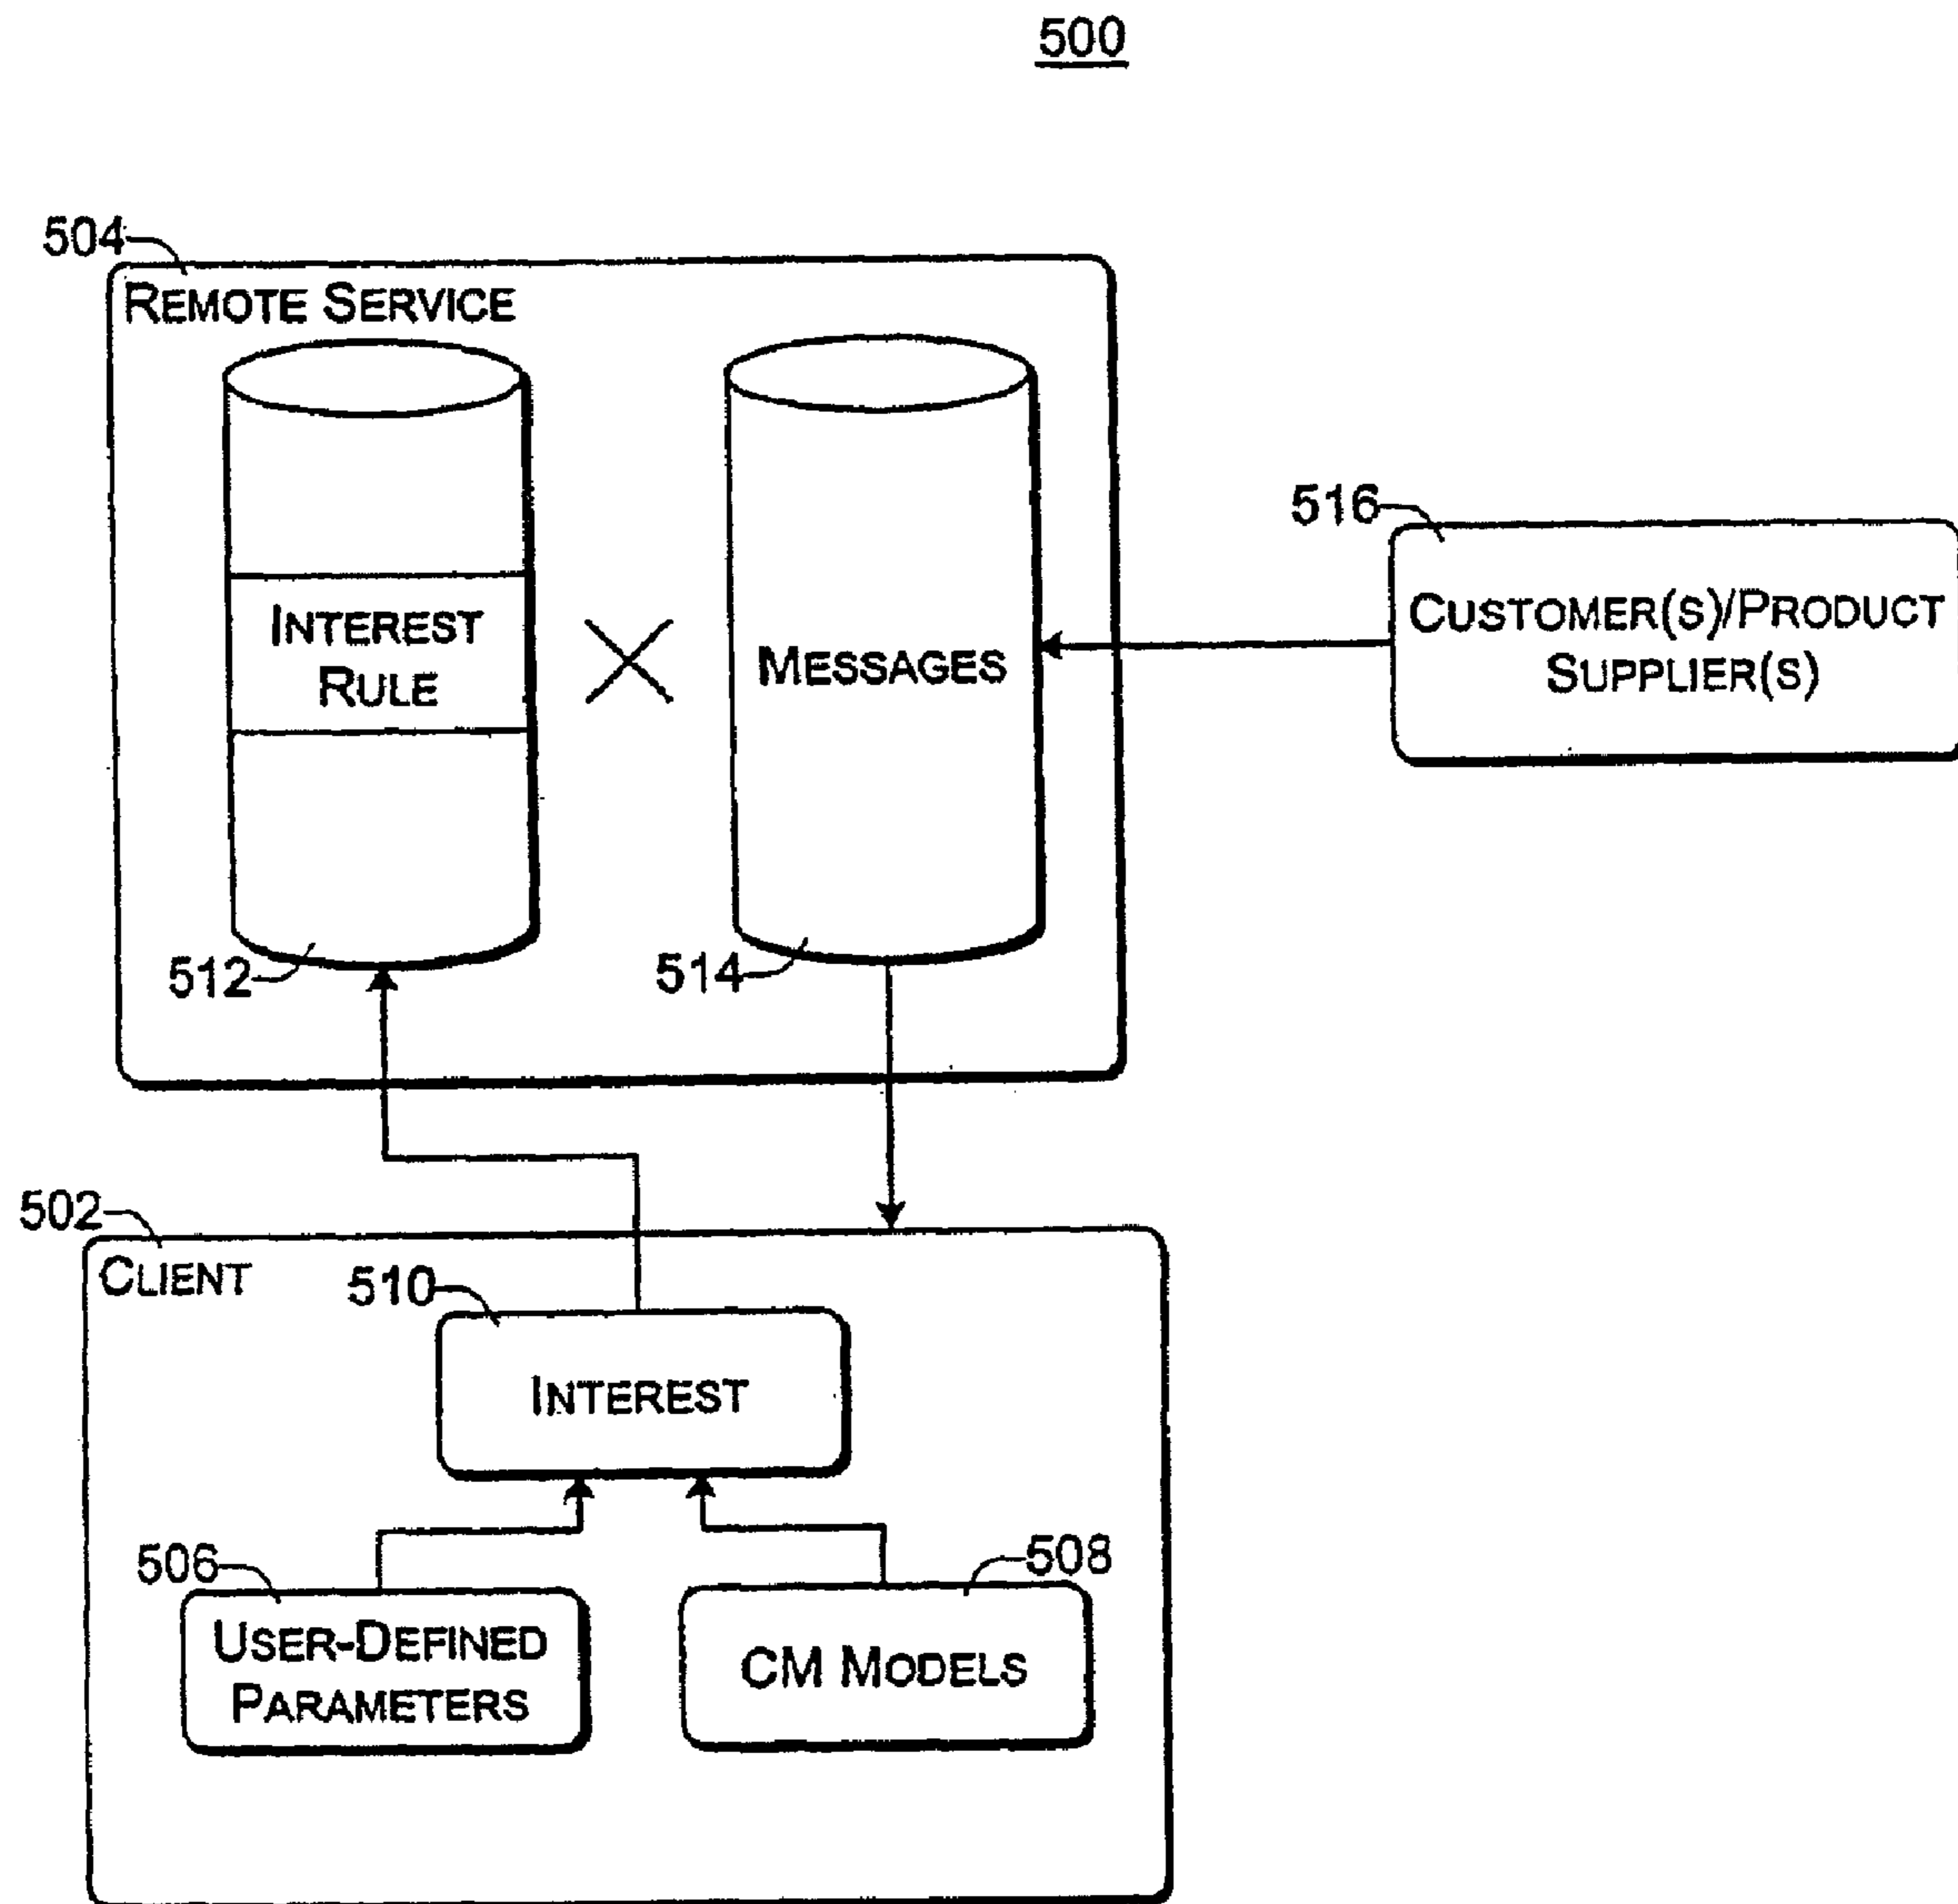 500
504
REMOTE SERVICE
INTEREST
RULE
MESSAGES
512
514
516
CUSTOMER(S)/PRODUCT
SUPPLIER(S)
502
CLIENT
510
INTEREST
506
USER-DEFINED
PARAMETERS
508
CM MODELS